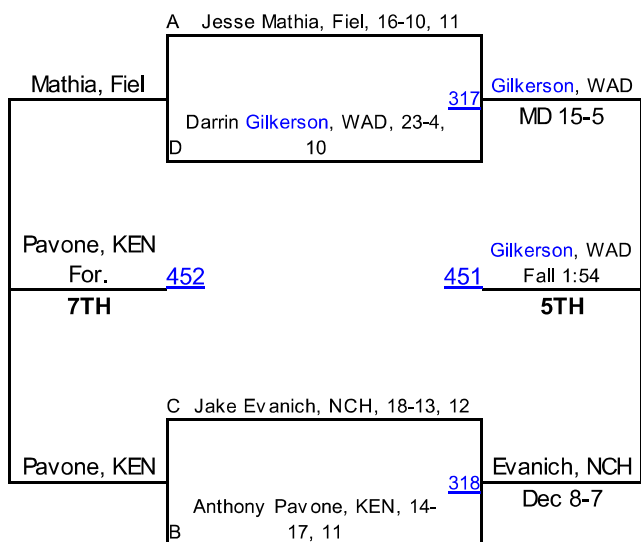 A Jesse Mathia, Fiel, 16-10, 11
Mathia, Fiel
317
Gilkerson, WAD
MD 15-5
Darrin Gilkerson, WAD, 23-4,
D 10
Pavone, KEN
For.
452
7TH
451
Gilkerson, WAD
Fall 1:54
5TH
C Jake Evanich, NCH, 18-13, 12
Pavone, KEN
318
Evanich, NCH
Dec 8-7
Anthony Pavone, KEN, 14-
B 17, 11